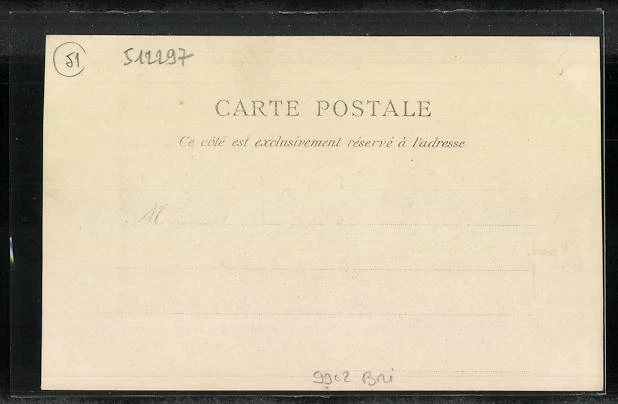 51 512297
CARTE POSTALE
Ce côté est exclusivement réservé à l'adresse
M
9902 Bri